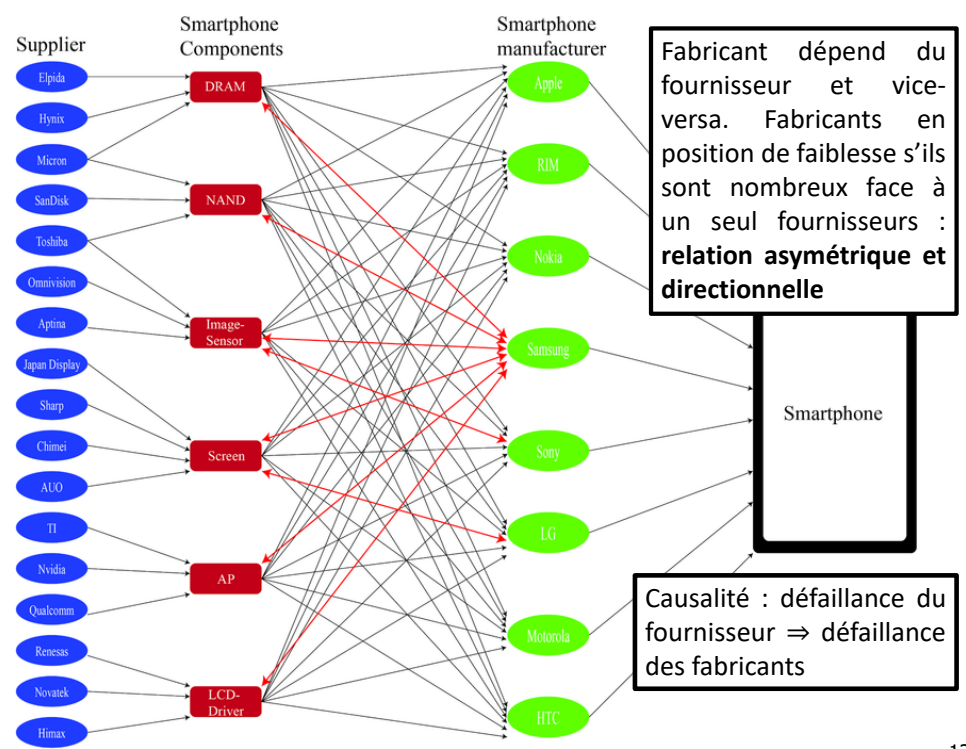 Supplier
Smartphone
Components
Smartphone
manufacturer
Elpida
Hynix
Micron
SanDisk
Toshiba
Omnivision
Aptina
Japan Display
Sharp
Chimei
AUO
TI
Nvidia
Qualcomm
Renesas
Novatek
Himax
DRAM
NAND
Image-
Sensor
Screen
AP
LCD-
Driver
Apple
RIM
Nokia
Samsung
Sony
LG
Motorola
HTC
Fabricant dépend du
fournisseur et vice-
versa. Fabricants en
position de faiblesse s’ils
sont nombreux face à
un seul fournisseurs :
relation asymétrique et
directionnelle
Smartphone
Causalité : défaillance du
fournisseur ⇒ défaillance
des fabricants